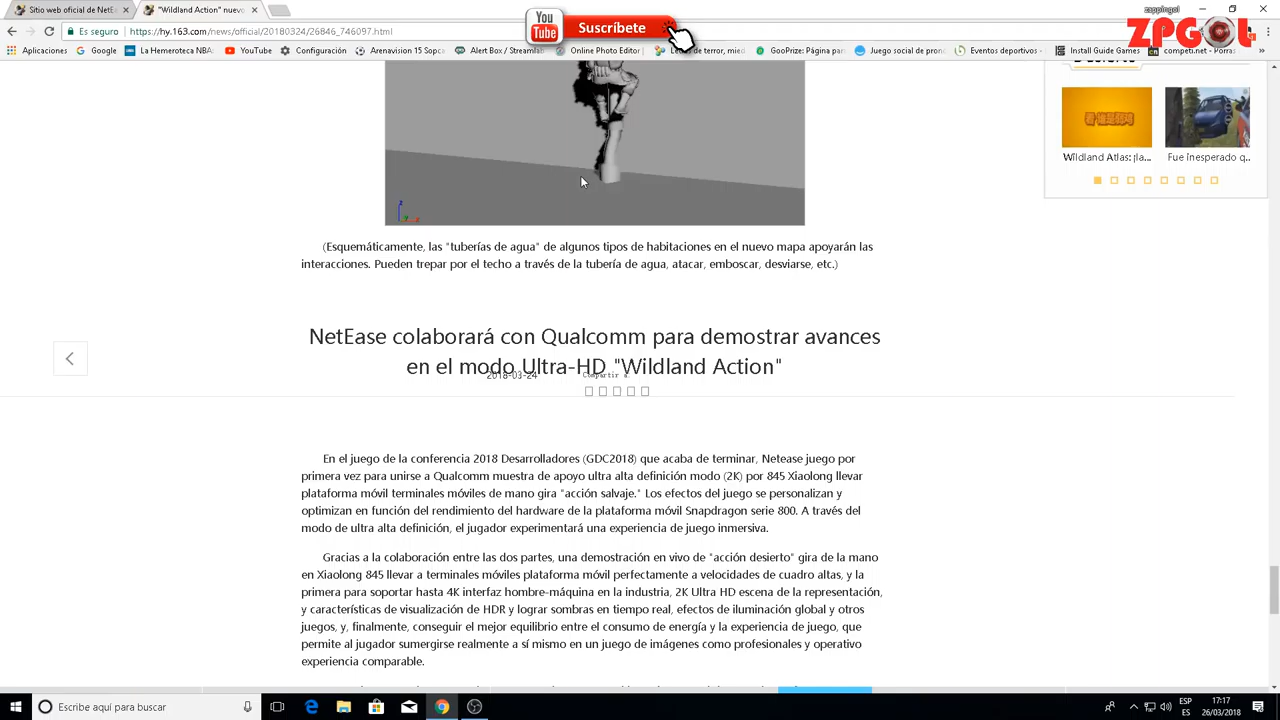 Sitio web oficial de NetE
"Wildland Action" nuevo
zappingol
Es seguro
https://hy.163.com/news/official/20180324/26846_746097.html
You
Tube
Suscríbete
ZPGOL
Aplicaciones
Google
La Hemeroteca NBA
YouTube
Configuración
Arenavision 15 Sopc
Alert Box / Streamlab
Online Photo Editor |
GooPrize: Página par
Juego social de pron
Eventos deportivos -
Install Guide Games
competi.net - Porras
Wildland Atlas: ¡la...
Fue inesperado q..
(Esquemáticamente, las "tuberías de agua" de algunos tipos de habitaciones en el nuevo mapa apoyarán las
interacciones. Pueden trepar por el techo a través de la tubería de agua, atacar, emboscar, desviarse, etc.)
NetEase colaborará con Qualcomm para demostrar avances
en el modo Ultra-HD "Wildland Action"
2018-03-24
Compartir a:
En el juego de la conferencia 2018 Desarrolladores (GDC2018) que acaba de terminar, Netease juego por
primera vez para unirse a Qualcomm muestra de apoyo ultra alta definición modo (2K) por 845 Xiaolong llevar
plataforma móvil terminales móviles de mano gira "acción salvaje." Los efectos del juego se personalizan y
optimizan en función del rendimiento del hardware de la plataforma móvil Snapdragon serie 800. A través del
modo de ultra alta definición, el jugador experimentará una experiencia de juego inmersiva.
Gracias a la colaboración entre las dos partes, una demostración en vivo de "acción desierto" gira de la mano
en Xiaolong 845 llevar a terminales móviles plataforma móvil perfectamente a velocidades de cuadro altas, y la
primera para soportar hasta 4K interfaz hombre-máquina en la industria, 2K Ultra HD escena de la representación,
y características de visualización de HDR y lograr sombras en tiempo real, efectos de iluminación global y otros
juegos, y, finalmente, conseguir el mejor equilibrio entre el consumo de energía y la experiencia de juego, que
permite al jugador sumergirse realmente a sí mismo en un juego de imágenes como profesionales y operativo
experiencia comparable.
Escribe aquí para buscar
ESP
ES
17:17
26/03/2018